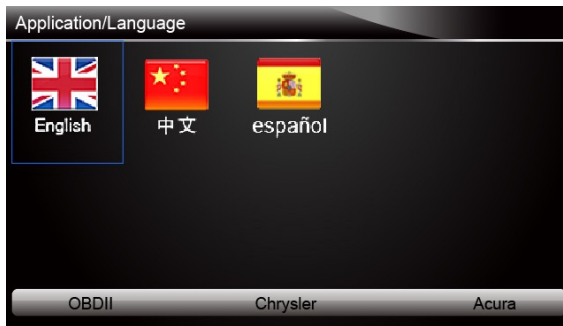 Application/Language
English
中文
español
OBDII
Chrysler
Acura